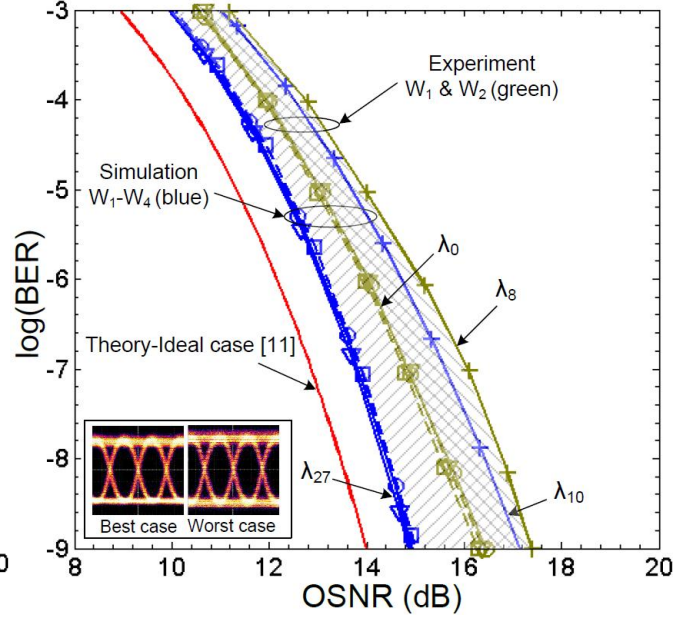 -3
-4
-5
-6
-7
-8
-9
log(BER)
Experiment
W₁ & W₂ (green)
Simulation
W₁-W₄ (blue)
λ₀
λ₈
Theory-Ideal case [11]
λ₂₇
λ₁₀
Best case
Worst case
8
10
12
14
16
18
20
0
OSNR (dB)